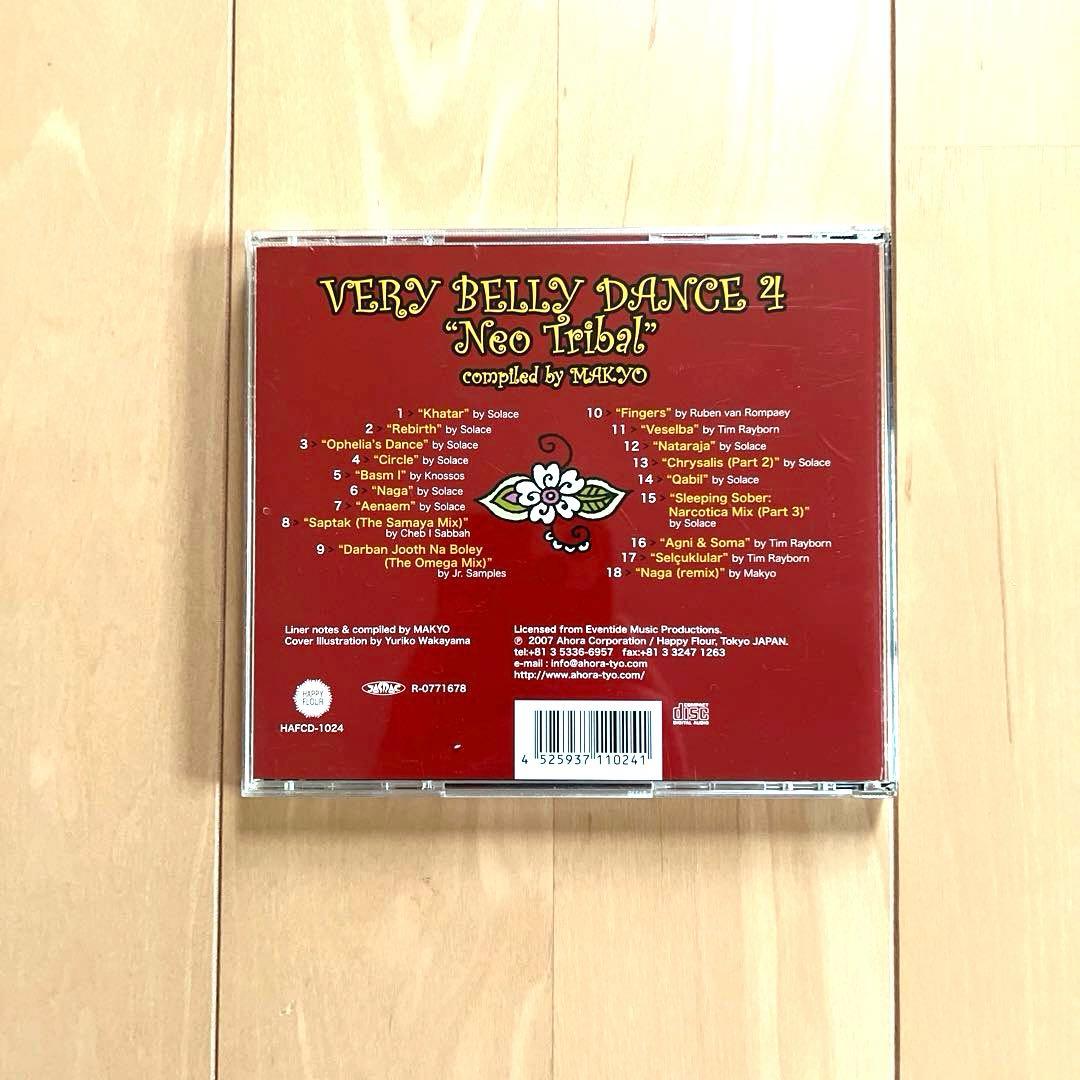 VERY BELLY DANCE 4
"Neo Tribal"
compiled by MAKYO
1 > "Khatar" by Solace
2 > "Rebirth" by Solace
3 > "Ophelia's Dance" by Solace
4 > "Circle" by Solace
5 > "Basm I" by Knossos
6 > "Naga" by Solace
7 > "Aenaem" by Solace
8 > "Saptak (The Samaya Mix)"
by Cheb I Sabbah
9 > "Darban Jooth Na Boley
(The Omega Mix)"
by Jr. Samples
10 > "Fingers" by Ruben van Rompaey
11 > "Veselba" by Tim Rayborn
12 > "Nataraja" by Solace
13 > "Chrysalis (Part 2)" by Solace
14 > "Qabil" by Solace
15 > "Sleeping Sober:
Narcotica Mix (Part 3)"
by Solace
16 > "Agni & Soma" by Tim Rayborn
17 > "Selçuklular" by Tim Rayborn
18 > "Naga (remix)" by Makyo
Liner notes & compiled by MAKYO
Cover Illustration by Yuriko Wakayama
Licensed from Eventide Music Productions.
℗ 2007 Ahora Corporation / Happy Flour, Tokyo JAPAN.
tel:+81 3 5336-6957 fax:+81 3 3247 1263
e-mail : info@ahora-tyo.com
http://www.ahora-tyo.com/
HAPPY
FLOUR
HAFCD-1024
JASRAC
R-0771678
COMPACT
disc
DIGITAL AUDIO
4 525937 110241